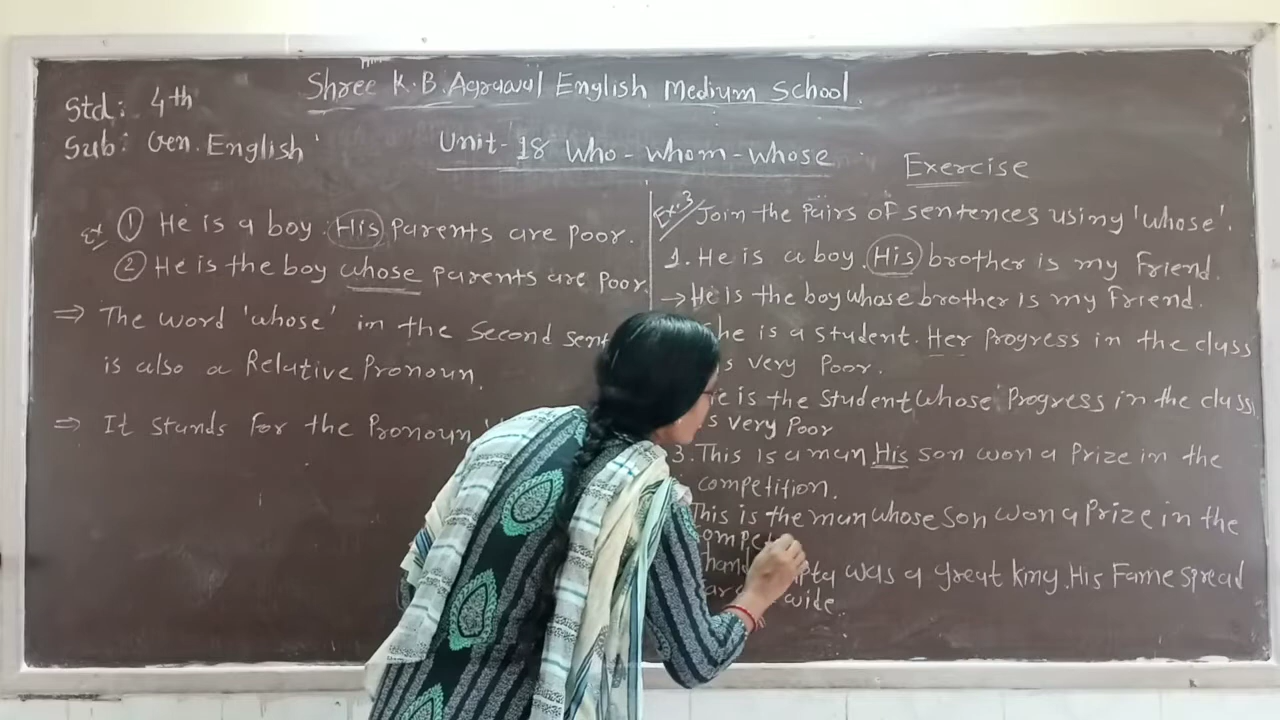 Std: 4th
Sub: Gen. English
Shree K.B. Agrawal English Medium School.
Unit-18 Who - Whom - Whose
Ex ① He is a boy. His parents are poor.
② He is the boy whose parents are poor.
⇒ The word 'whose' in the second sent
is also a Relative Pronoun.
⇒ It stands for the Pronoun
Exercise
Ex.3 Join the pairs of sentences using 'whose'.
1. He is a boy. His brother is my friend.
→ He is the boy whose brother is my friend.
he is a student. Her Progress in the class
s very poor.
e is the student whose Progress in the class
s very poor
3. This is a man. His son won a prize in the
competition.
This is the man whose son won a prize in the
ompe
hand pta was a great king. His fame spread
ar wide.